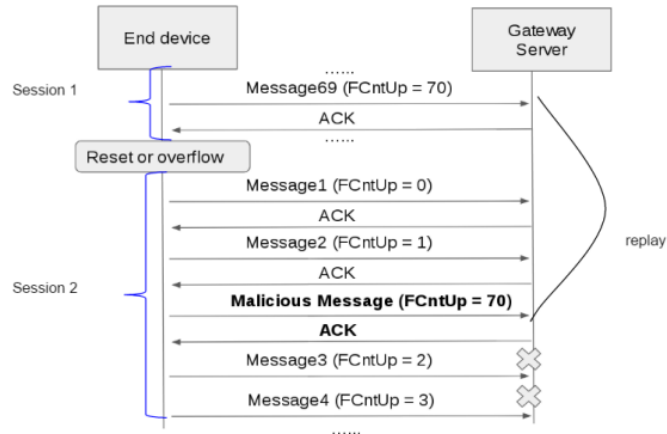 End device
Gateway
Server
......
Session 1
Message69 (FCntUp = 70)
ACK
......
Reset or overflow
Message1 (FCntUp = 0)
ACK
Message2 (FCntUp = 1)
replay
ACK
Session 2
Malicious Message (FCntUp = 70)
ACK
Message3 (FCntUp = 2)
Message4 (FCntUp = 3)
......